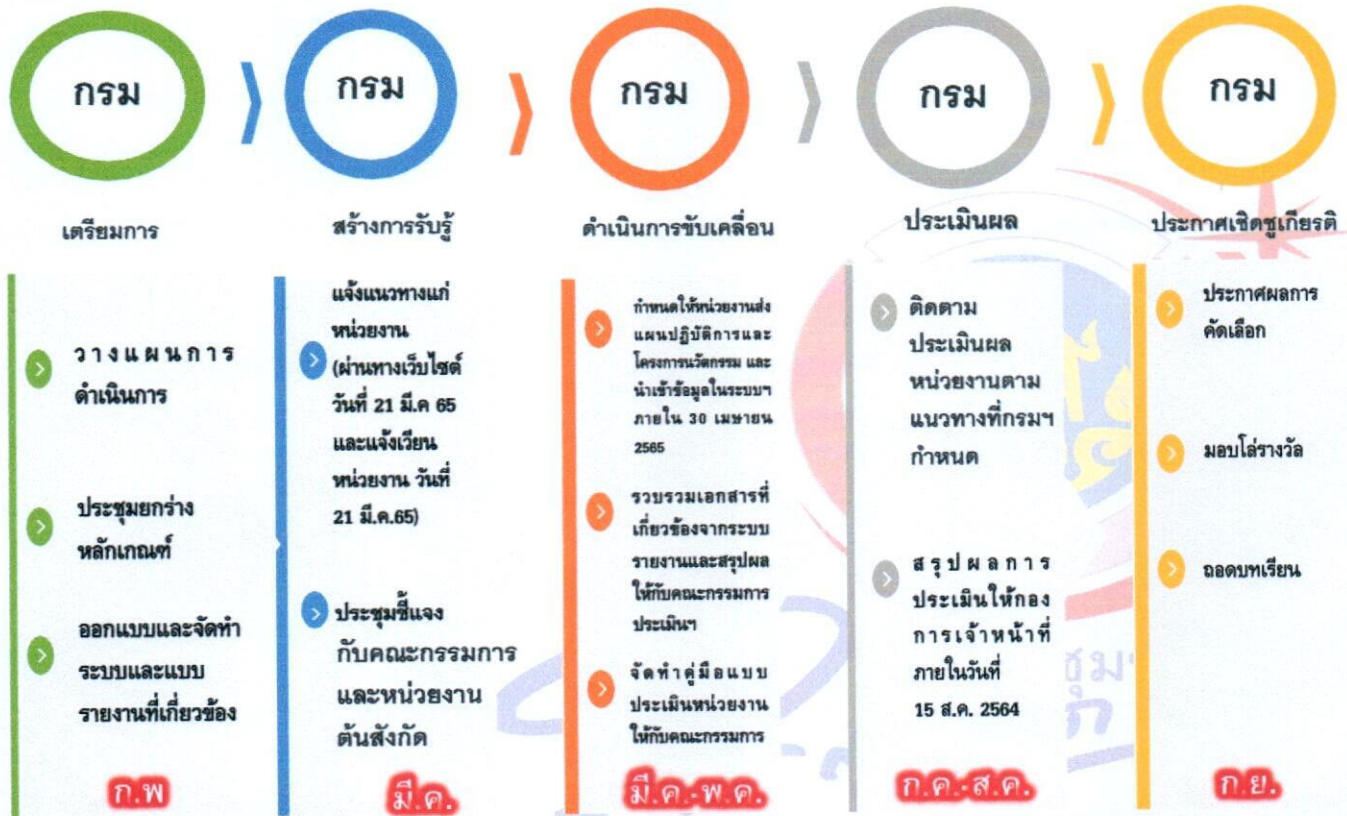 กรม
เตรียมการ
วางแผนการ
ดำเนินการ
ประชุมยกร่าง
หลักเกณฑ์
ออกแบบและจัดทำ
ระบบและแบบ
รายงานที่เกี่ยวข้อง
ก.พ
กรม
สร้างการรับรู้
แจ้งแนวทางแก่
หน่วยงาน
(ผ่านทางเว็บไซต์
วันที่ 21 มี.ค 65
และแจ้งเวียน
หน่วยงาน วันที่
21 มี.ค.65)
ประชุมชี้แจง
กับคณะกรรมการ
และหน่วยงาน
ต้นสังกัด
มี.ค.
กรม
ดำเนินการขับเคลื่อน
กำหนดให้หน่วยงานส่ง
แผนปฏิบัติการและ
โครงการนวัตกรรม และ
นำเข้าข้อมูลในระบบฯ
ภายใน 30 เมษายน
2565
รวบรวมเอกสารที่
เกี่ยวข้องจากระบบ
รายงานและสรุปผล
ให้กับคณะกรรมการ
ประเมินฯ
จัดทำคู่มือแบบ
ประเมินหน่วยงาน
ให้กับคณะกรรมการ
มี.ค.-พ.ค.
กรม
ประเมินผล
ติดตาม
ประเมินผล
หน่วยงานตาม
แนวทางที่กรมฯ
กำหนด
สรุปผลการ
ประเมินให้กอง
การเจ้าหน้าที่
ภายในวันที่
15 ส.ค. 2564
ก.ค.-ส.ค.
กรม
ประกาศเชิดชูเกียรติ
ประกาศผลการ
คัดเลือก
มอบโล่รางวัล
ถอดบทเรียน
ก.ย.